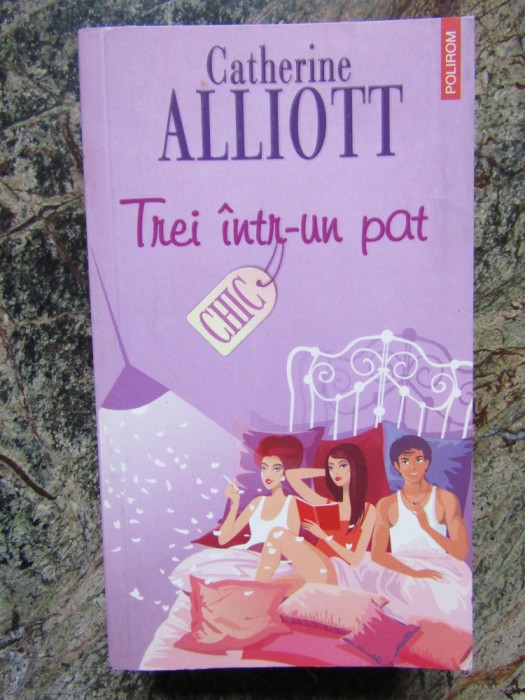 POLIROM
Catherine
ALLIOTT
Trei într-un pat
CHIC